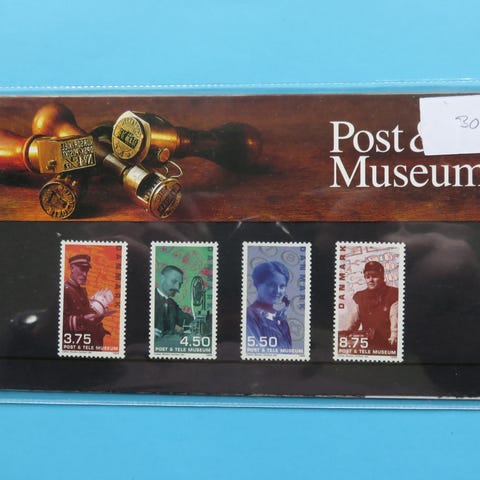 Post &
Museum
30
DANMARK
3.75
POST & TELE MUSEUM
DANMARK
4.50
POST & TELE MUSEUM
DANMARK
5.50
POST & TELE MUSEUM
DANMARK
8.75
POST & TELE MUSEUM